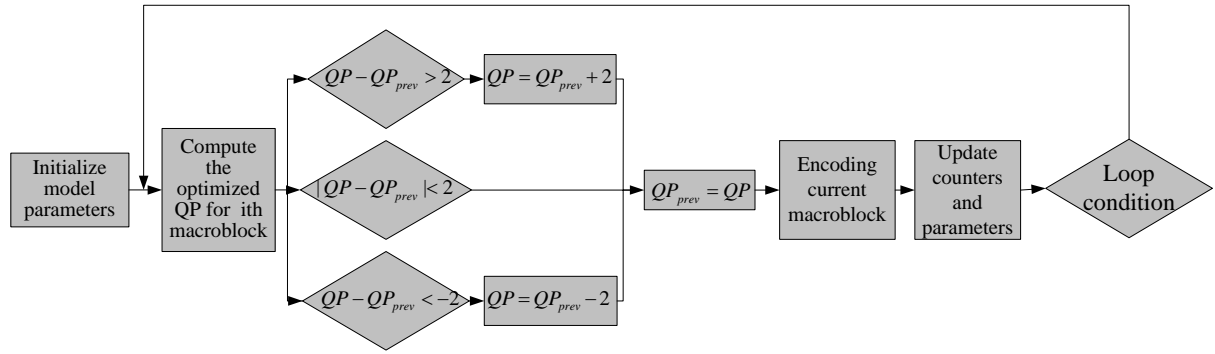 Initialize
model
parameters
Compute
the
optimized
QP for ith
macroblock
QP − QP_prev > 2
QP = QP_prev + 2
| QP − QP_prev | < 2
QP − QP_prev < −2
QP = QP_prev − 2
QP_prev = QP
Encoding
current
macroblock
Update
counters
and
parameters
Loop
condition